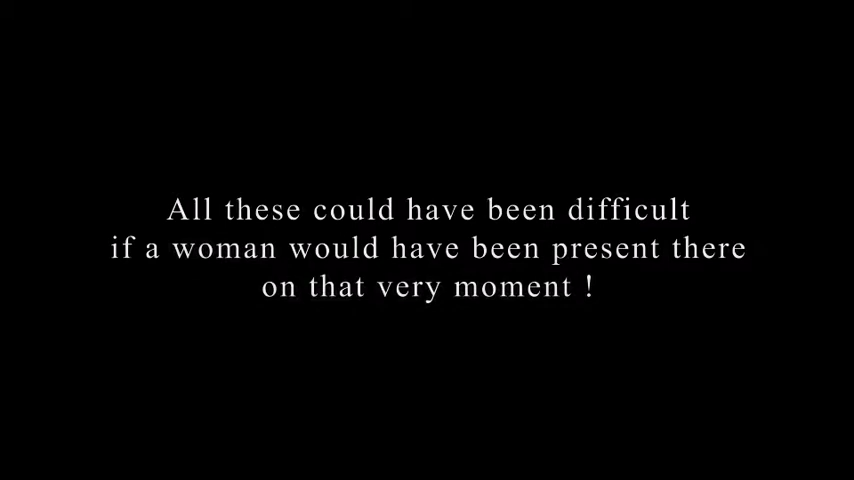 All these could have been difficult
if a woman would have been present there
on that very moment !